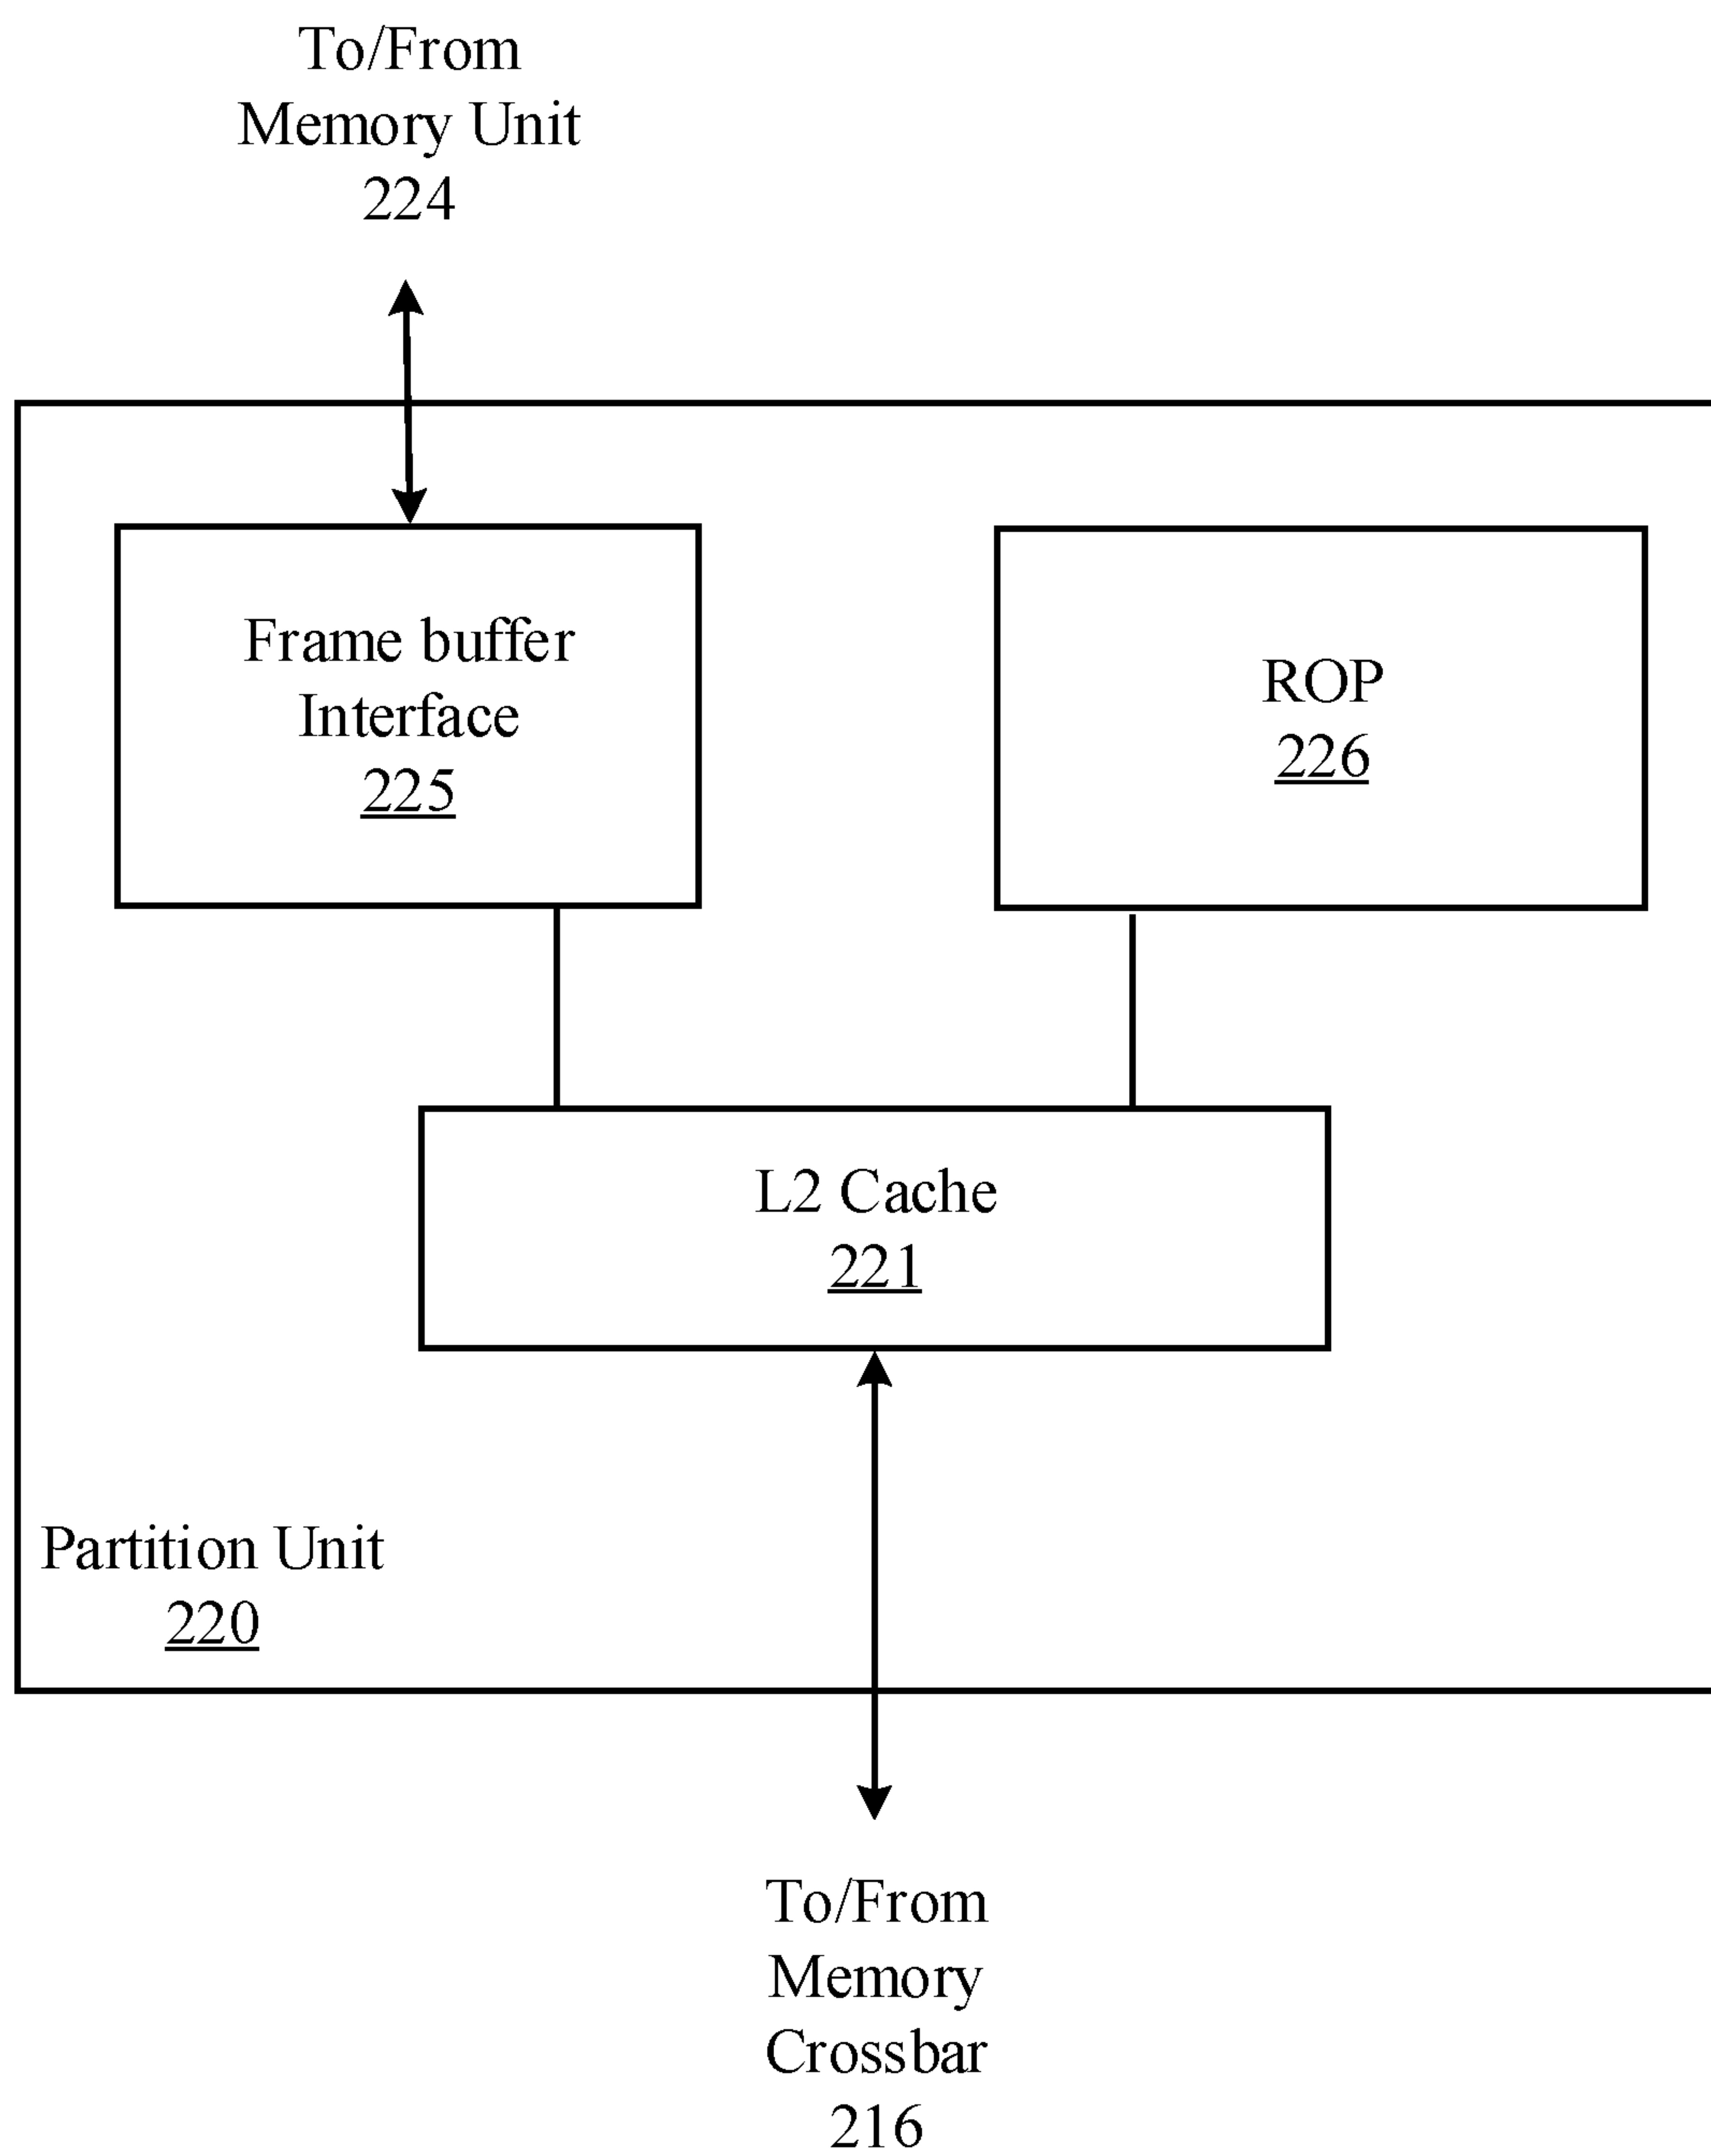 To/From
Memory Unit
224
Frame buffer
Interface
225
ROP
226
L2 Cache
221
Partition Unit
220
To/From
Memory
Crossbar
216